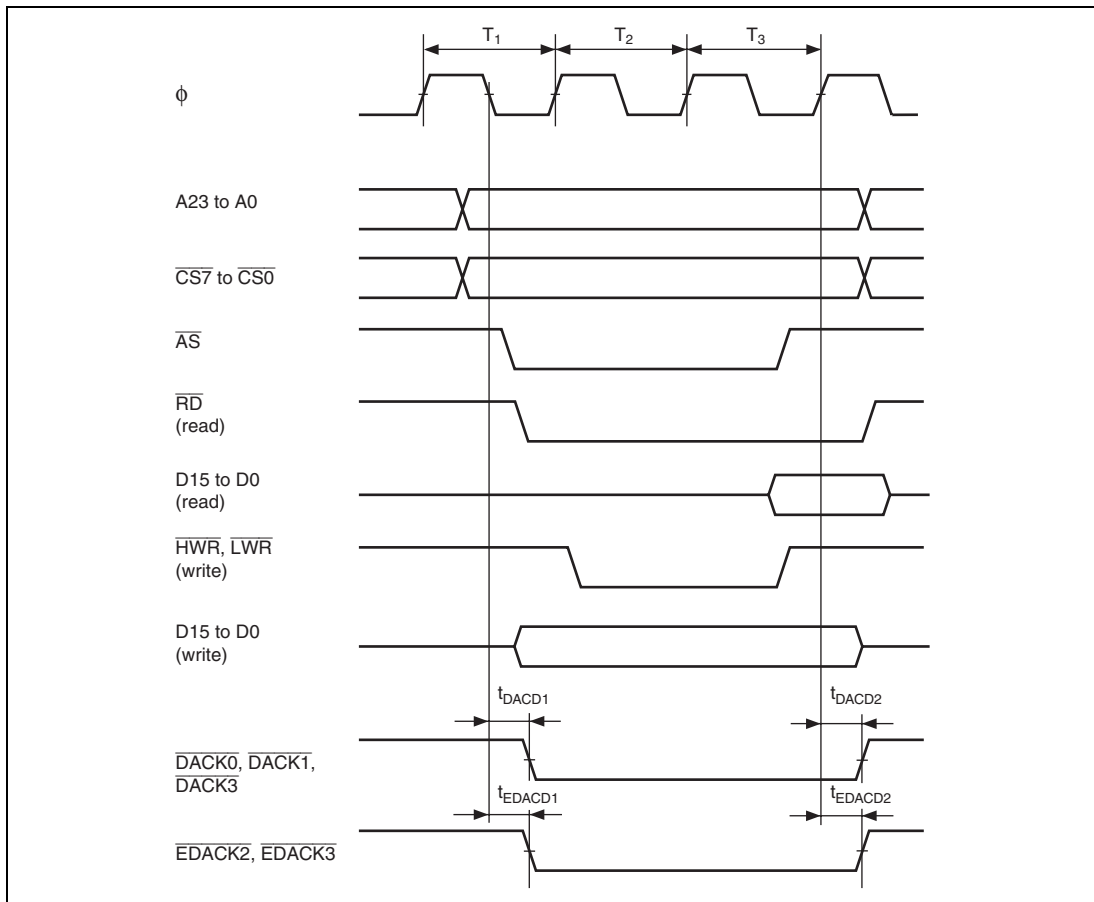 T1 T2 T3
ϕ
A23 to A0
CS7 to CS0
AS
RD
(read)
D15 to D0
(read)
HWR, LWR
(write)
D15 to D0
(write)
tDACD1 tDACD2
DACK0, DACK1,
DACK3
tEDACD1 tEDACD2
EDACK2, EDACK3